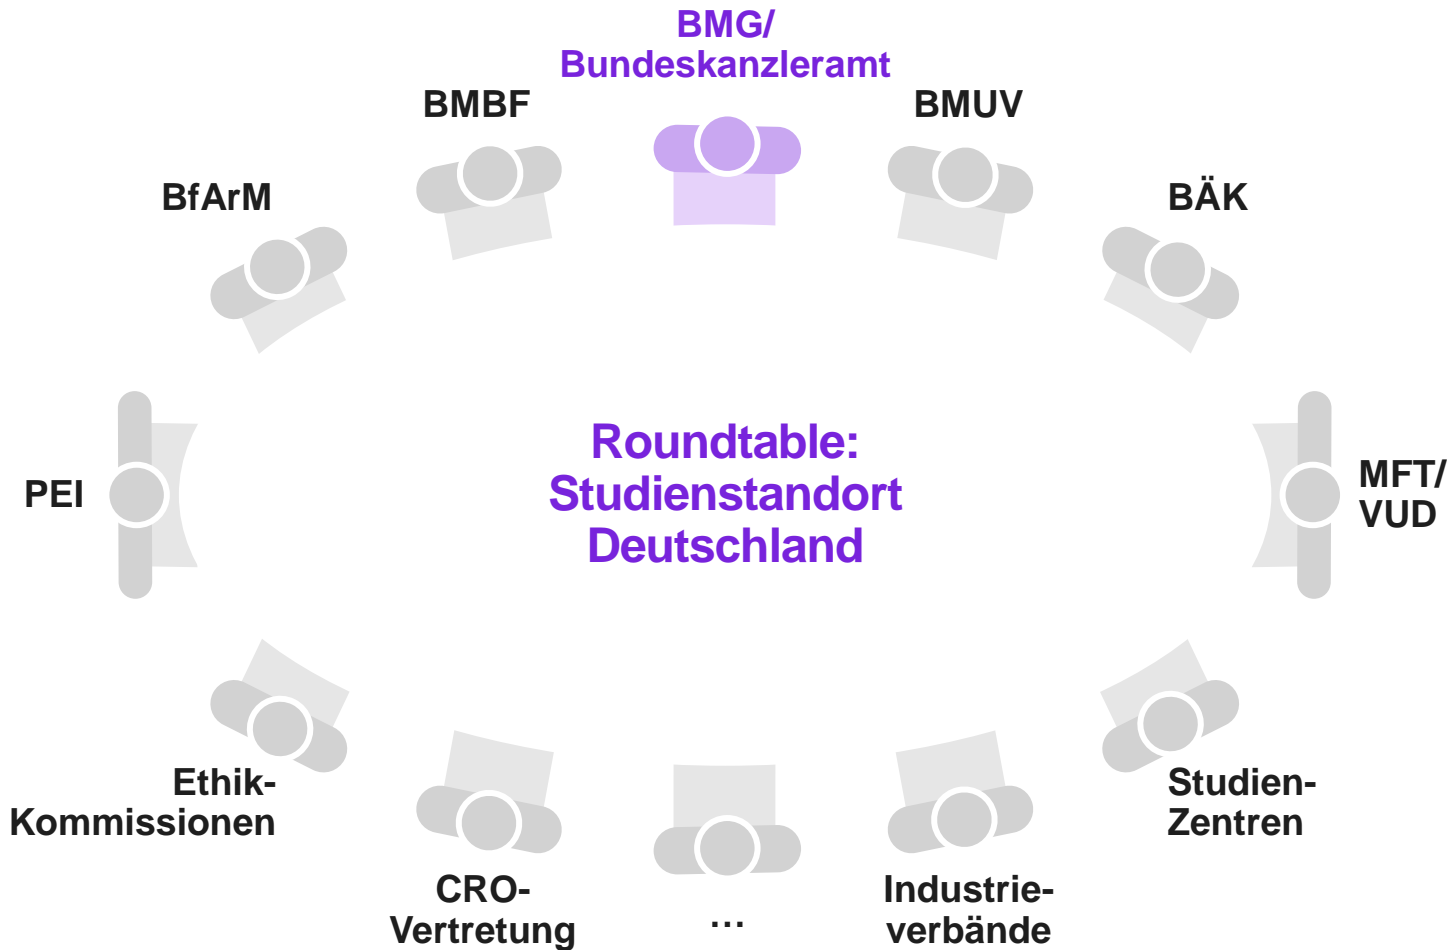 BMG/
Bundeskanzleramt
BMBF
BMUV
BfArM
BÄK
Roundtable:
Studienstandort
Deutschland
PEI
MFT/
VUD
Ethik-
Kommissionen
Studien-
Zentren
CRO-
Vertretung
...
Industrie-
verbände